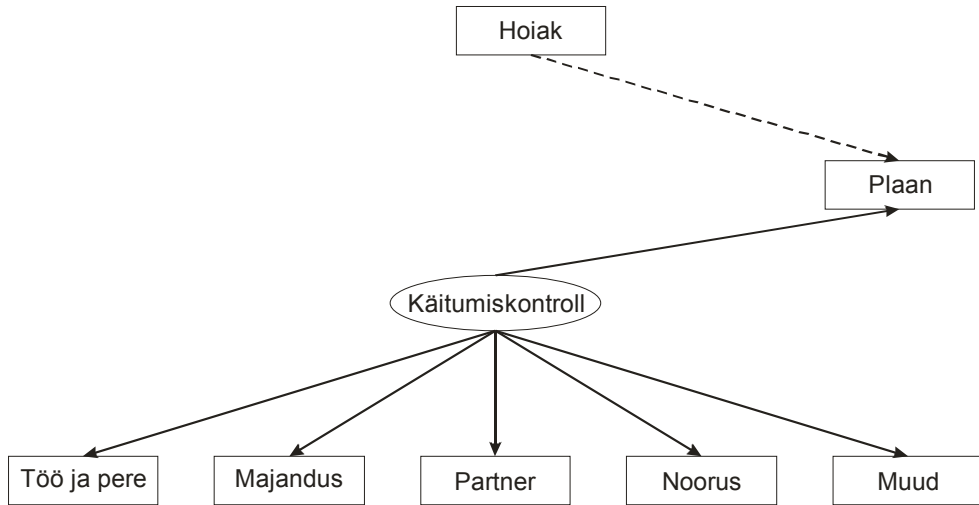 Hoiak
Plaan
Käitumiskontroll
Töö ja pere
Majandus
Partner
Noorus
Muud